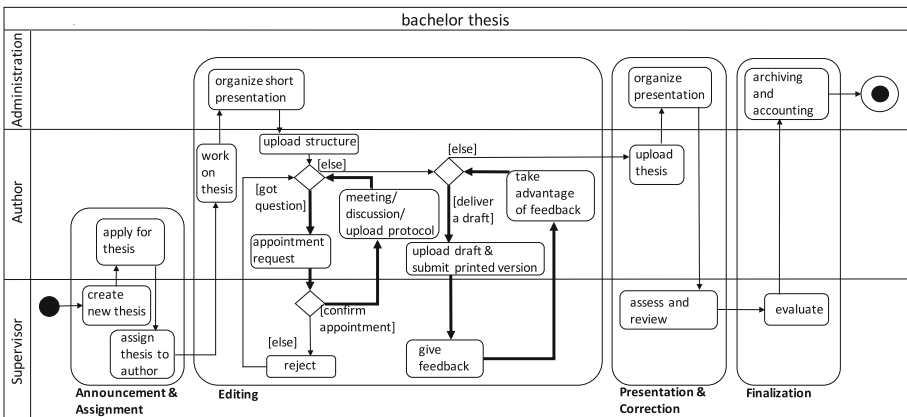 bachelor thesis
Administration
Author
Supervisor
create
new thesis
apply for
thesis
assign
thesis to
author
Announcement &
Assignment
work
on
thesis
organize short
presentation
upload structure
[else]
[got
question]
meeting/
discussion/
upload protocol
appointment
request
[confirm
appointment]
[else]
reject
[else]
[deliver
a draft]
take
advantage
of feedback
upload draft &
submit printed version
give
feedback
Editing
upload
thesis
organize
presentation
assess and
review
Presentation &
Correction
evaluate
archiving
and
accounting
Finalization